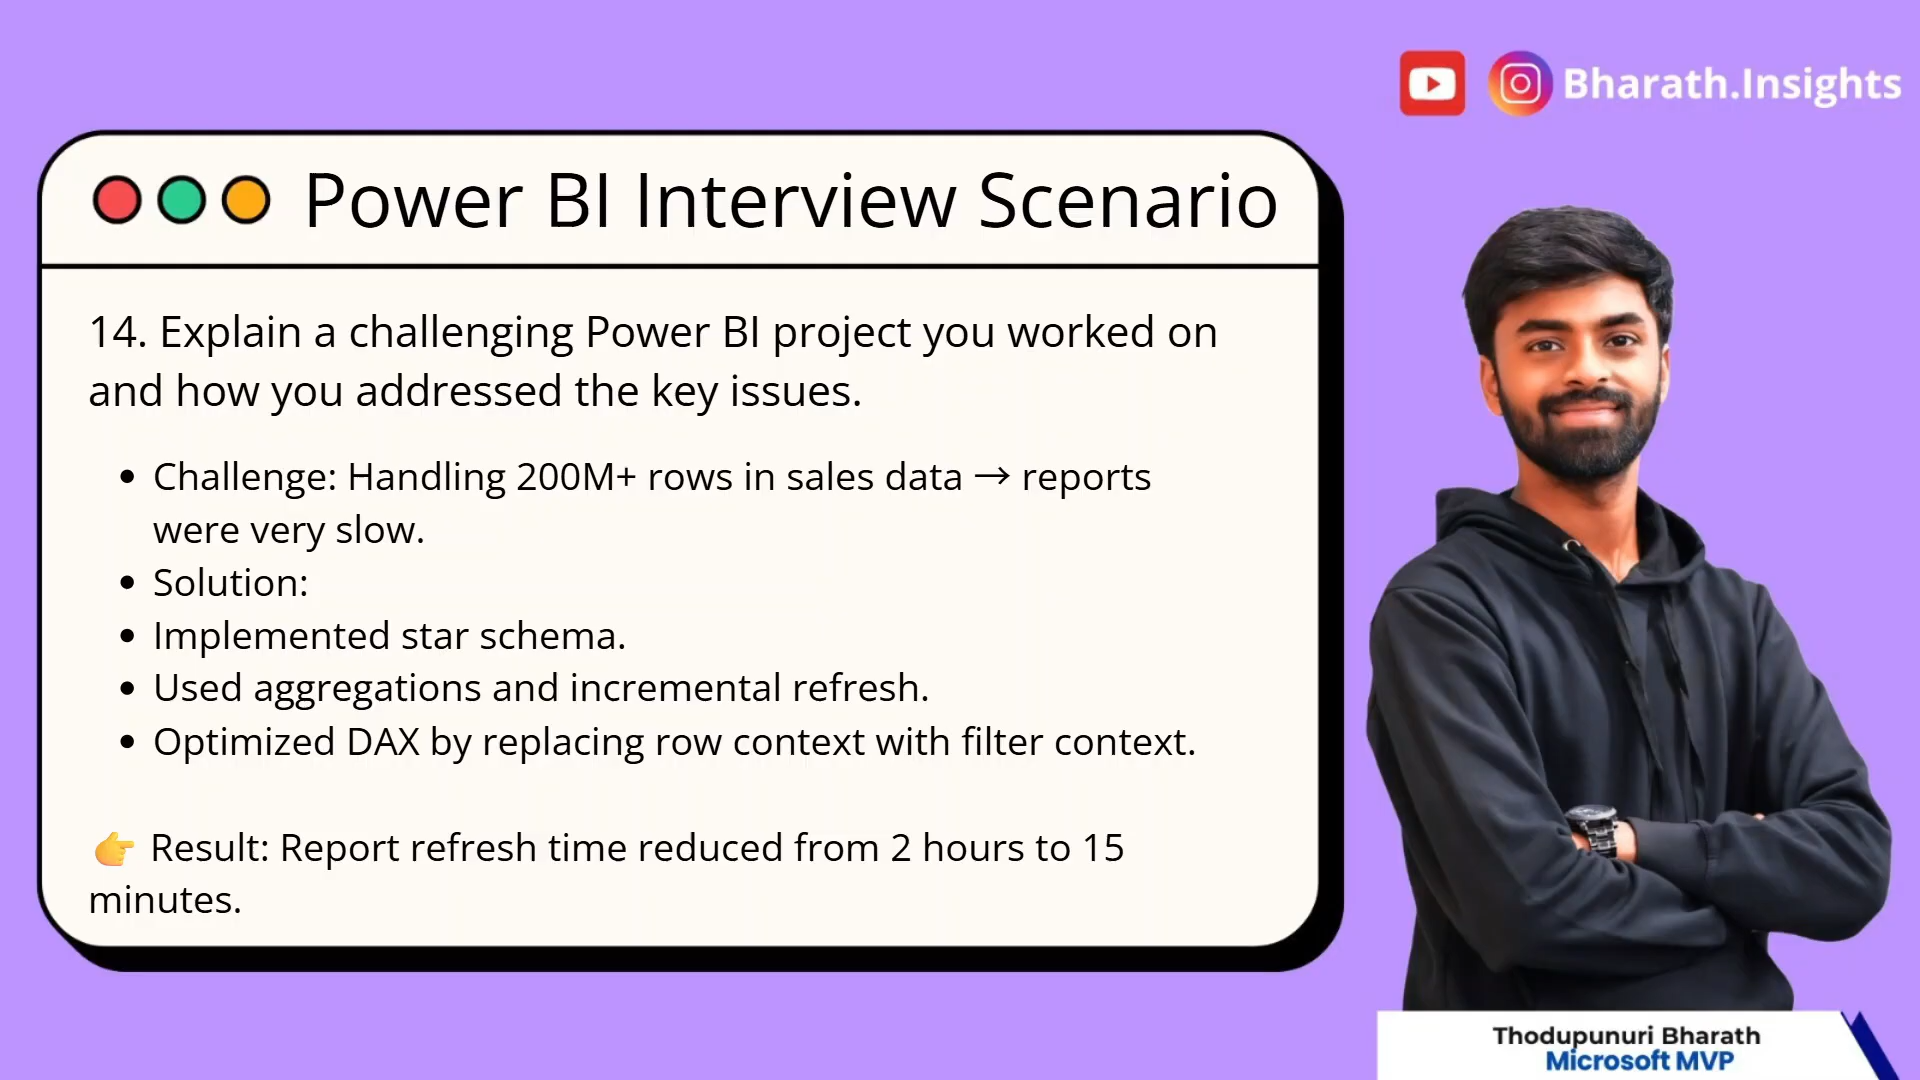 Bharath.Insights
Power BI Interview Scenario
14. Explain a challenging Power BI project you worked on
and how you addressed the key issues.
• Challenge: Handling 200M+ rows in sales data → reports
were very slow.
• Solution:
• Implemented star schema.
• Used aggregations and incremental refresh.
• Optimized DAX by replacing row context with filter context.
👉 Result: Report refresh time reduced from 2 hours to 15
minutes.
Thodupunuri Bharath
Microsoft MVP